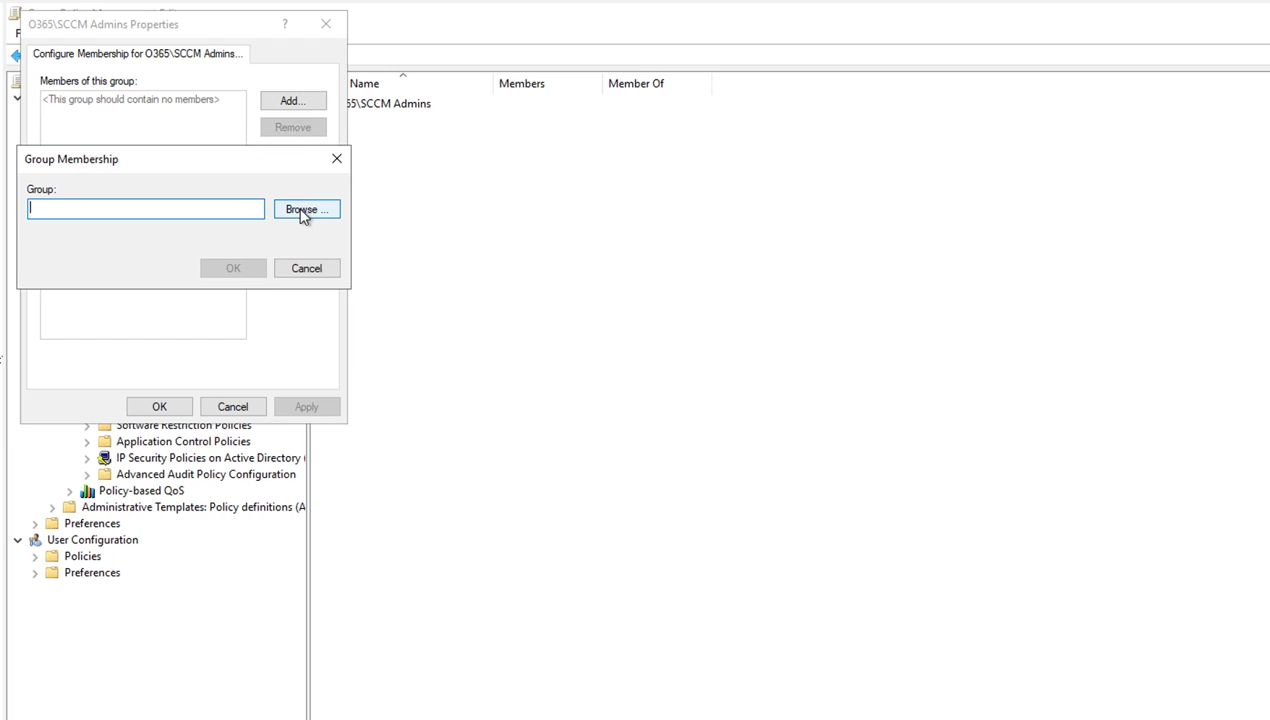 O365\SCCM Admins Properties
?
Configure Membership for O365\SCCM Admins...
Members of this group:
<This group should contain no members>
Add...
Remove
Group Membership
Group:
Browse ...
OK
Cancel
OK
Cancel
Apply
Name
Members
Member Of
65\SCCM Admins
Software Restriction Policies
Application Control Policies
IP Security Policies on Active Directory (
Advanced Audit Policy Configuration
Policy-based QoS
Administrative Templates: Policy definitions (A
Preferences
User Configuration
Policies
Preferences